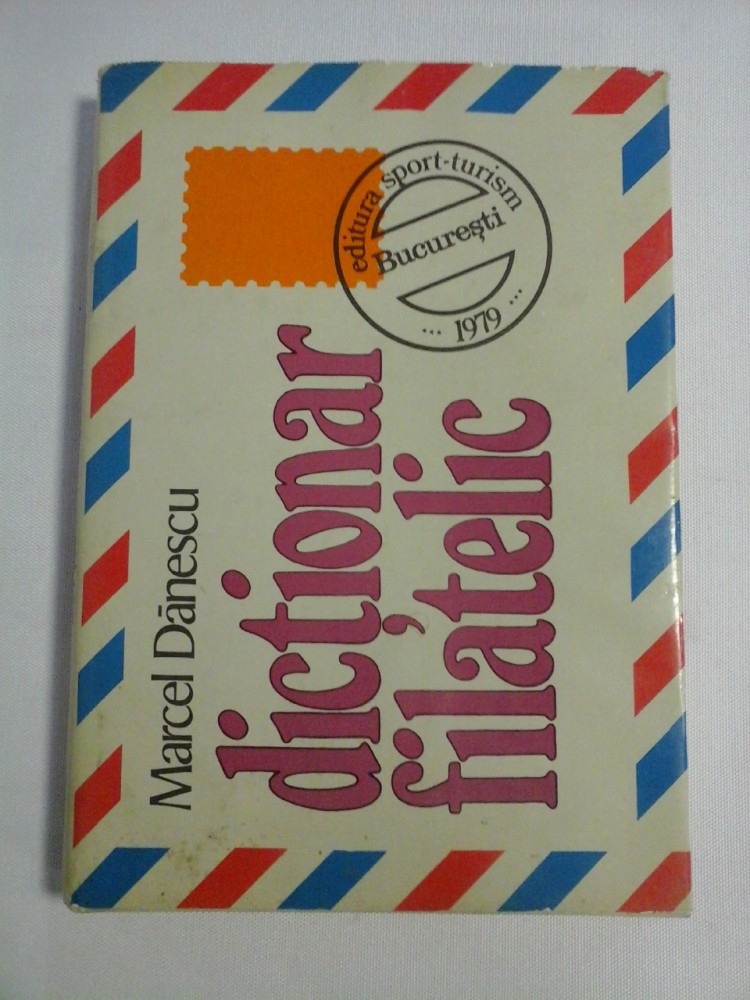 Marcel Dănescu
dicționar
filatelic
editura sport-turism
București
... 1979 ...